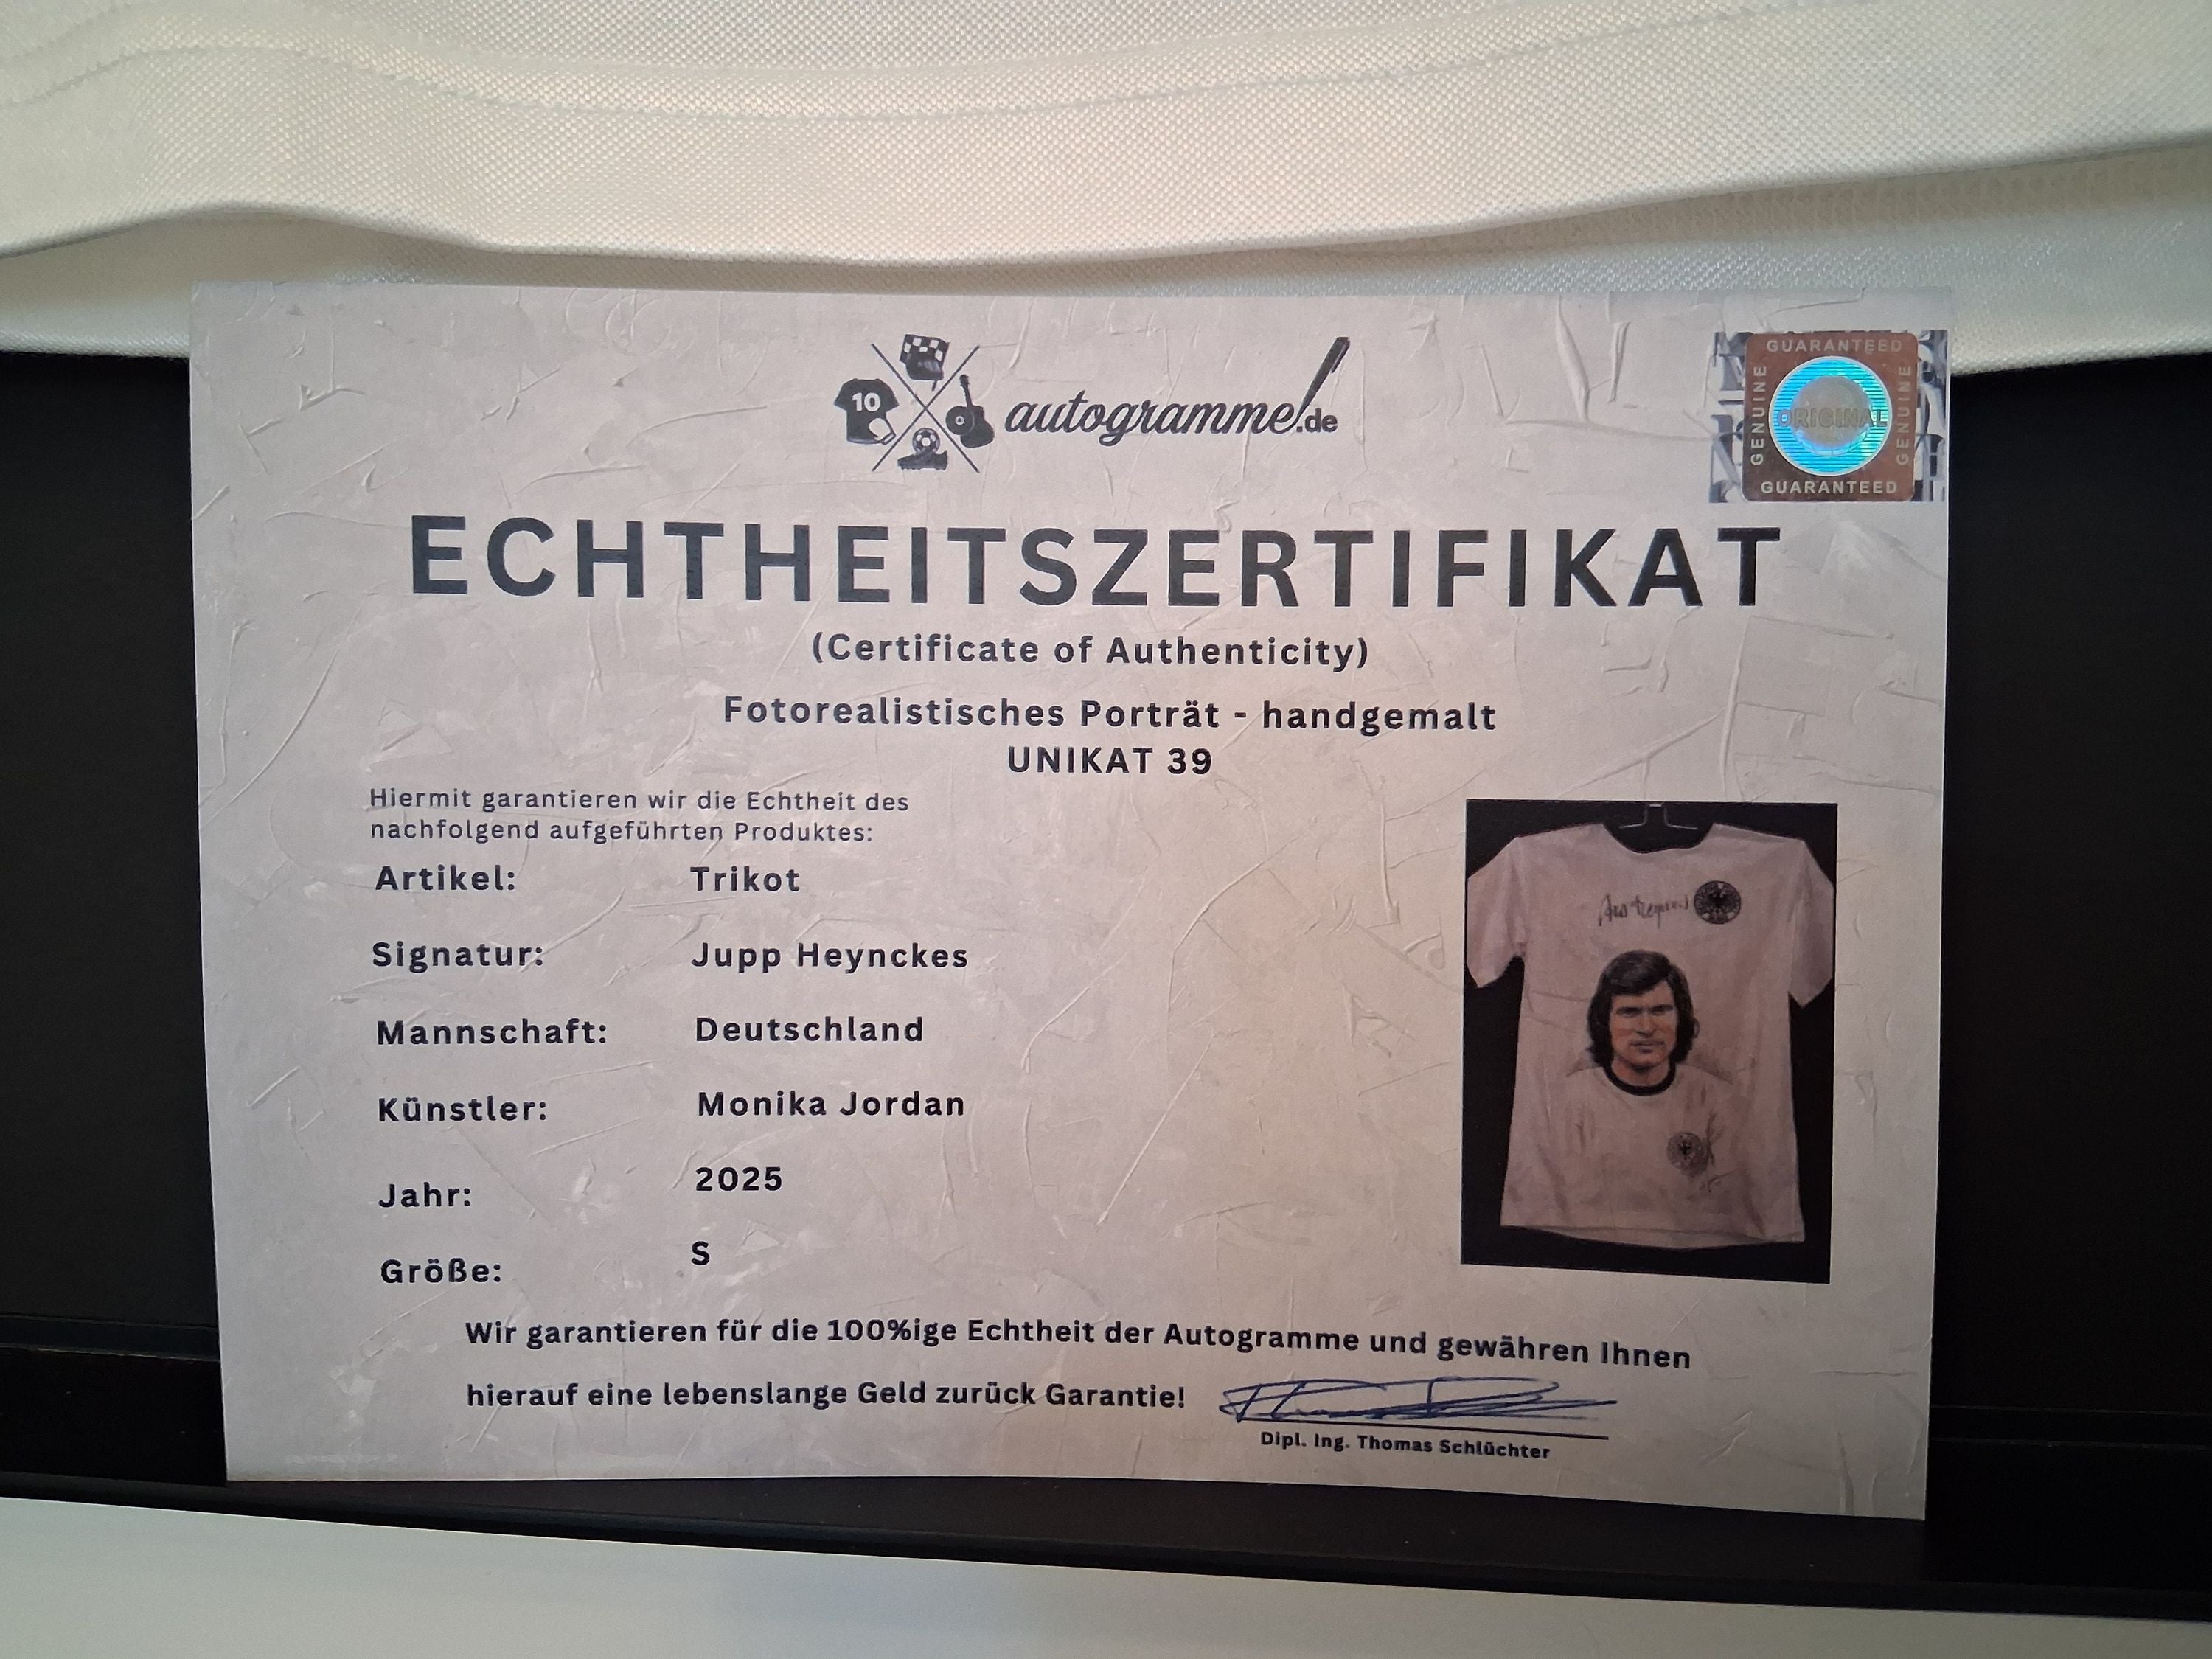 10
autogramme.de
GUARANTEED
GENUINE
ORIGINAL
GENUINE
GUARANTEED
ECHTHEITSZERTIFIKAT
(Certificate of Authenticity)
Fotorealistisches Porträt - handgemalt
UNIKAT 39
Hiermit garantieren wir die Echtheit des
nachfolgend aufgeführten Produktes:
Artikel: Trikot
Signatur: Jupp Heynckes
Mannschaft: Deutschland
Künstler: Monika Jordan
Jahr: 2025
Größe: S
Wir garantieren für die 100%ige Echtheit der Autogramme und gewähren Ihnen
hierauf eine lebenslange Geld zurück Garantie!
Dipl. Ing. Thomas Schlüchter